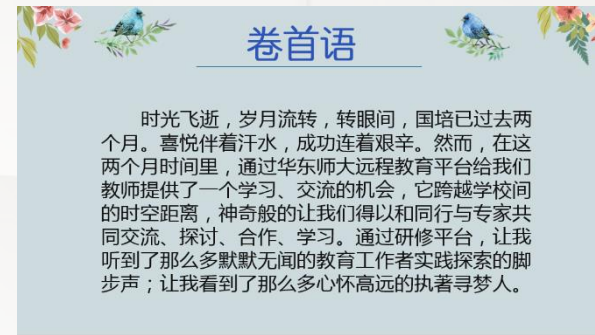 卷首语
时光飞逝，岁月流转，转眼间，国培已过去两
个月。喜悦伴着汗水，成功连着艰辛。然而，在这
两个月时间里，通过华东师大远程教育平台给我们
教师提供了一个学习、交流的机会，它跨越学校间
的时空距离，神奇般的让我们得以和同行与专家共
同交流、探讨、合作、学习。通过研修平台，让我
听到了那么多默默无闻的教育工作者实践探索的脚
步声；让我看到了那么多心怀高远的执著寻梦人。